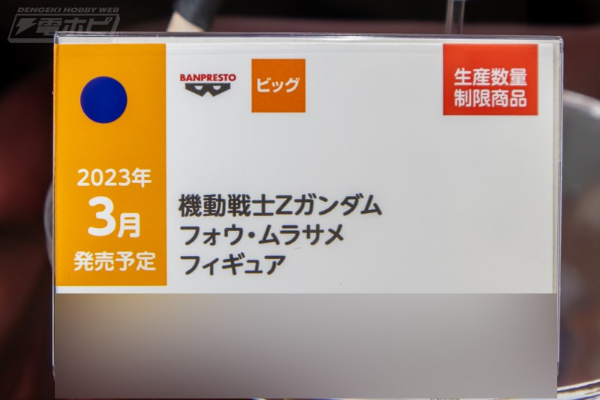 DENGEKI HOBBY WEB
電ホビ
2023年
3月
発売予定
BANPRESTO
ビッグ
生産数量
制限商品
機動戦士Zガンダム
フォウ・ムラサメ
フィギュア